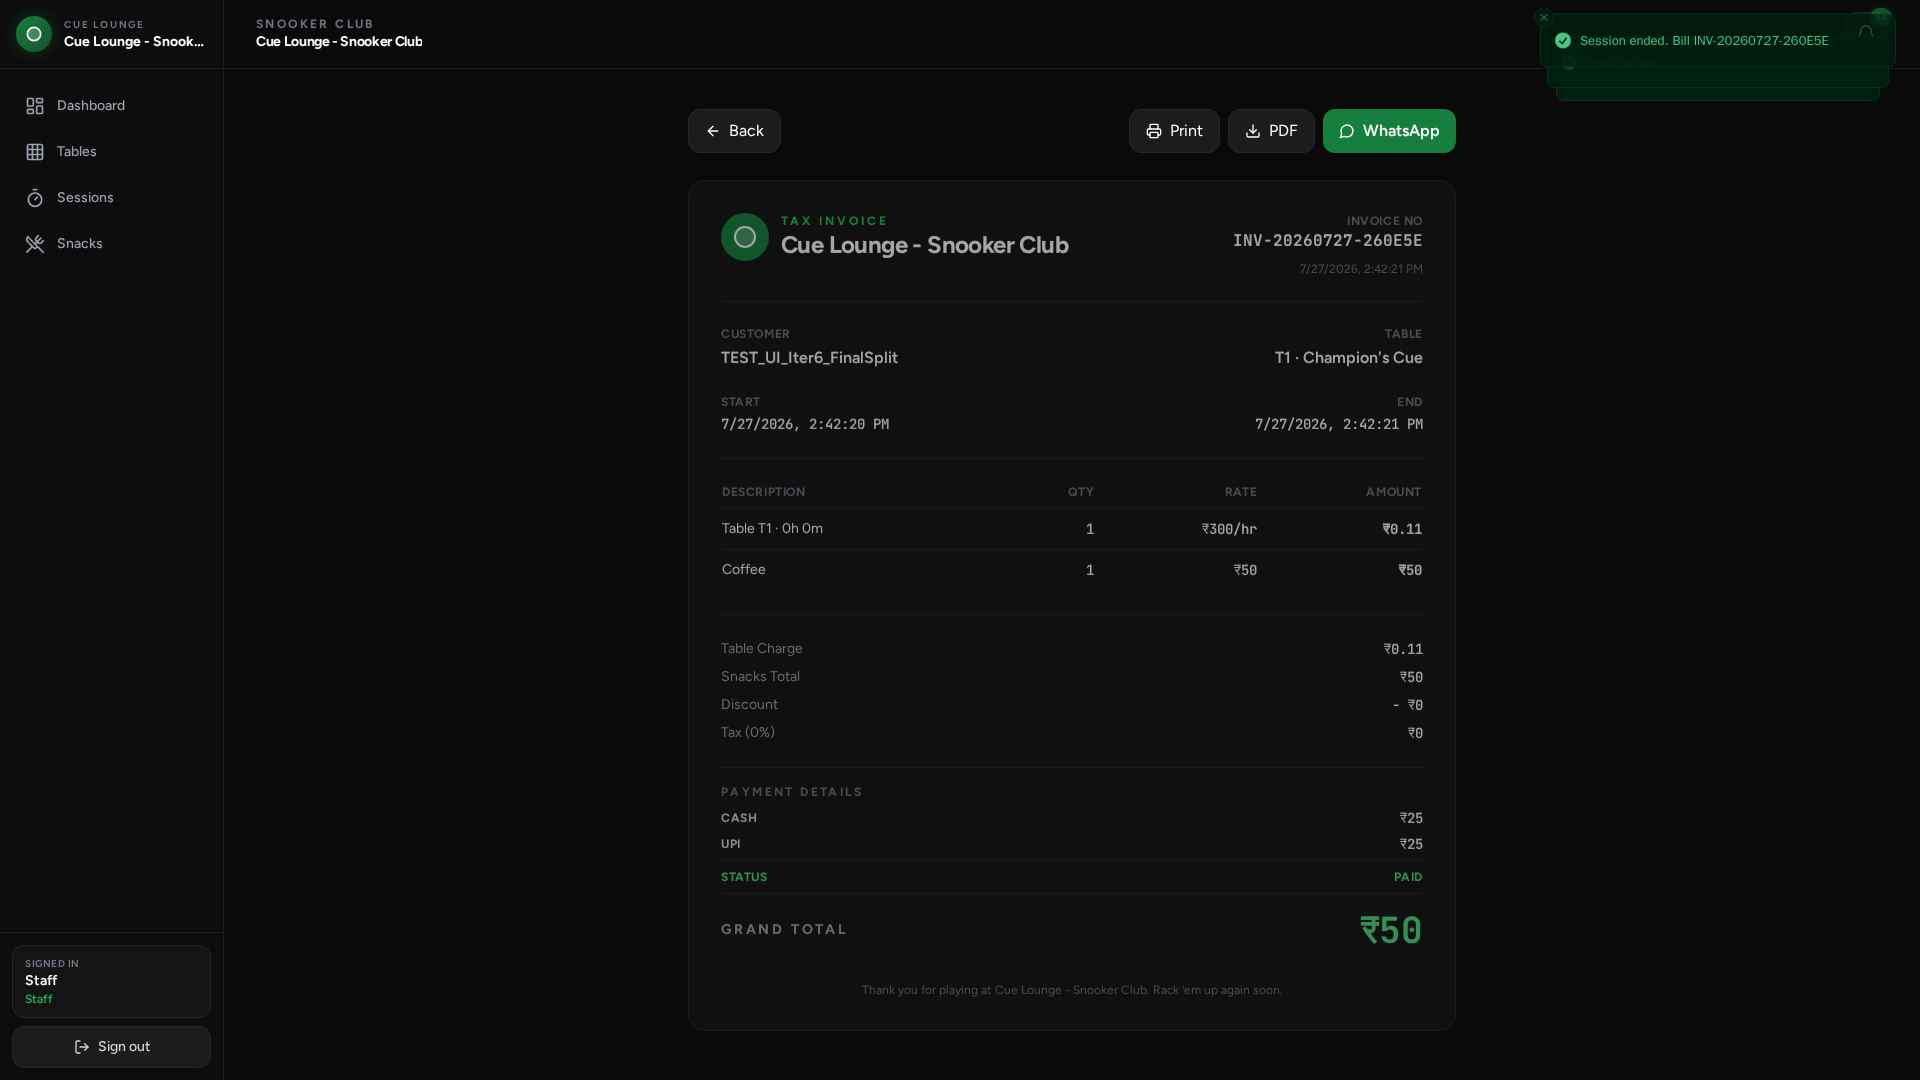 CUE LOUNGE
Cue Lounge - Snook...
SNOOKER CLUB
Cue Lounge - Snooker Club
Session ended. Bill INV-20260727-260E5E
Dashboard
Tables
Sessions
Snacks
Back
Print
PDF
WhatsApp
TAX INVOICE
Cue Lounge - Snooker Club
INVOICE NO
INV-20260727-260E5E
7/27/2026, 2:42:21 PM
CUSTOMER
TABLE
TEST_UI_Iter6_FinalSplit
T1 · Champion's Cue
START
END
7/27/2026, 2:42:20 PM
7/27/2026, 2:42:21 PM
DESCRIPTION QTY RATE AMOUNT
Table T1 · 0h 0m 1 ₹300/hr ₹0.11
Coffee 1 ₹50 ₹50
Table Charge ₹0.11
Snacks Total ₹50
Discount - ₹0
Tax (0%) ₹0
PAYMENT DETAILS
CASH ₹25
UPI ₹25
STATUS PAID
GRAND TOTAL ₹50
Thank you for playing at Cue Lounge - Snooker Club. Rack 'em up again soon.
SIGNED IN
Staff
Staff
Sign out